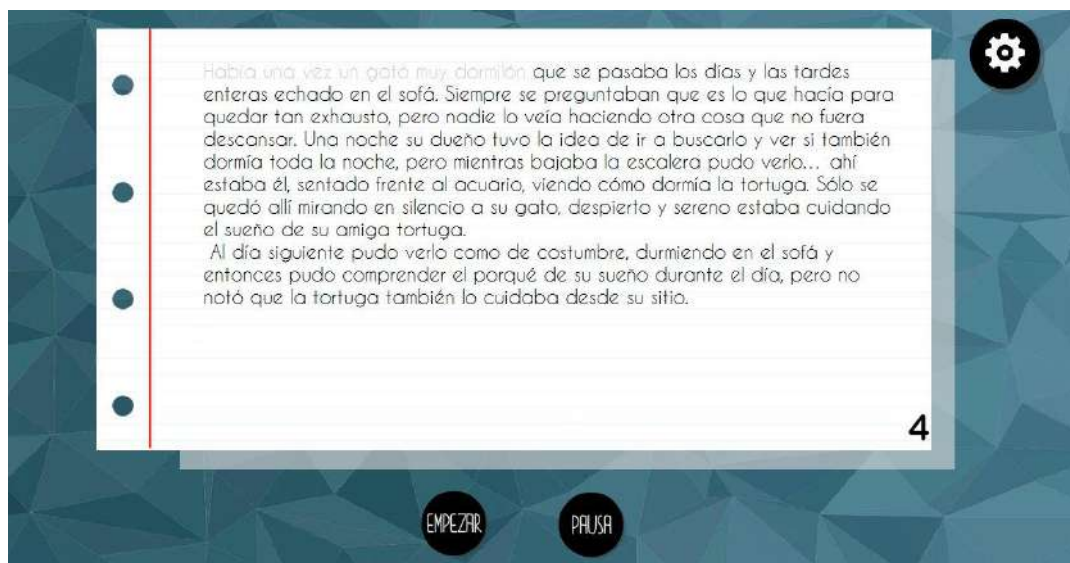 Había una vez un gato muy dormilón que se pasaba los días y las tardes
enteras echado en el sofá. Siempre se preguntaban que es lo que hacía para
quedar tan exhausto, pero nadie lo veía haciendo otra cosa que no fuera
descansar. Una noche su dueño tuvo la idea de ir a buscarlo y ver si también
dormía toda la noche, pero mientras bajaba la escalera pudo verlo... ahí
estaba él, sentado frente al acuario, viendo cómo dormía la tortuga. Sólo se
quedó allí mirando en silencio a su gato, despierto y sereno estaba cuidando
el sueño de su amiga tortuga.
Al día siguiente pudo verlo como de costumbre, durmiendo en el sofá y
entonces pudo comprender el porqué de su sueño durante el día, pero no
notó que la tortuga también lo cuidaba desde su sitio.
4
EMPEZAR
PAUSA